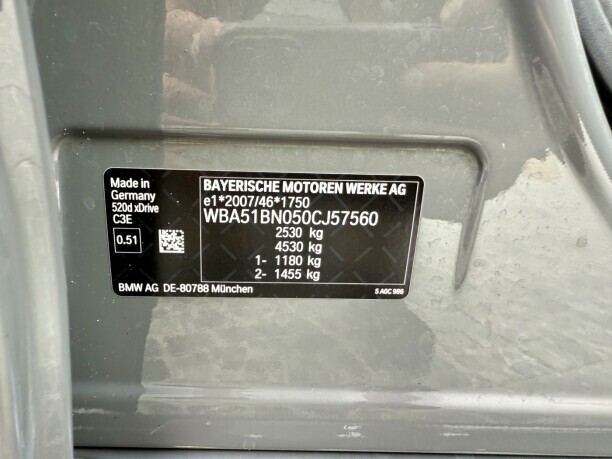 Made in
Germany
520d xDrive
C3E
0.51
BAYERISCHE MOTOREN WERKE AG
e1*2007/46*1750
WBA51BN050CJ57560
2530 kg
4530 kg
1- 1180 kg
2- 1455 kg
BMW AG DE-80788 München
5 A0C 986